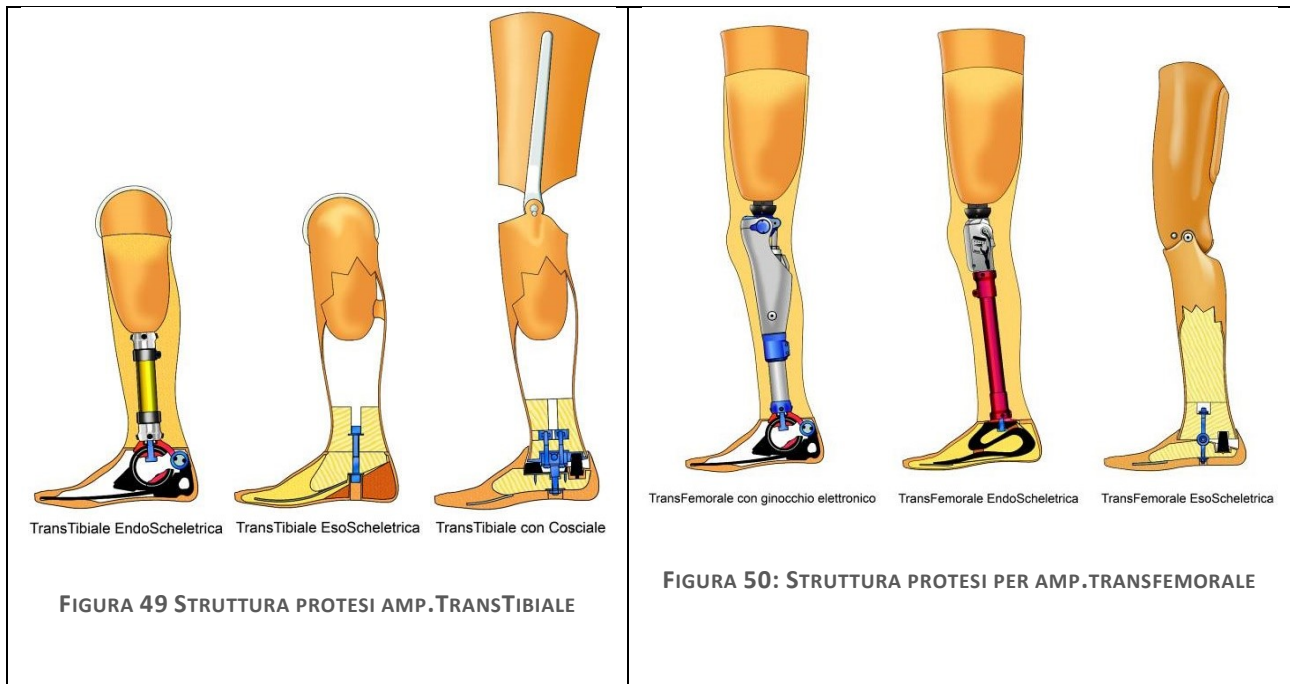 TransTibiale EndoScheletrica
TransTibiale EsoScheletrica
TransTibiale con Cosciale
FIGURA 49 STRUTTURA PROTESI AMP.TRANSTIBIALE
TransFemorale con ginocchio elettronico
TransFemorale EndoScheletrica
TransFemorale EsoScheletrica
FIGURA 50: STRUTTURA PROTESI PER AMP.TRANSFEMORALE